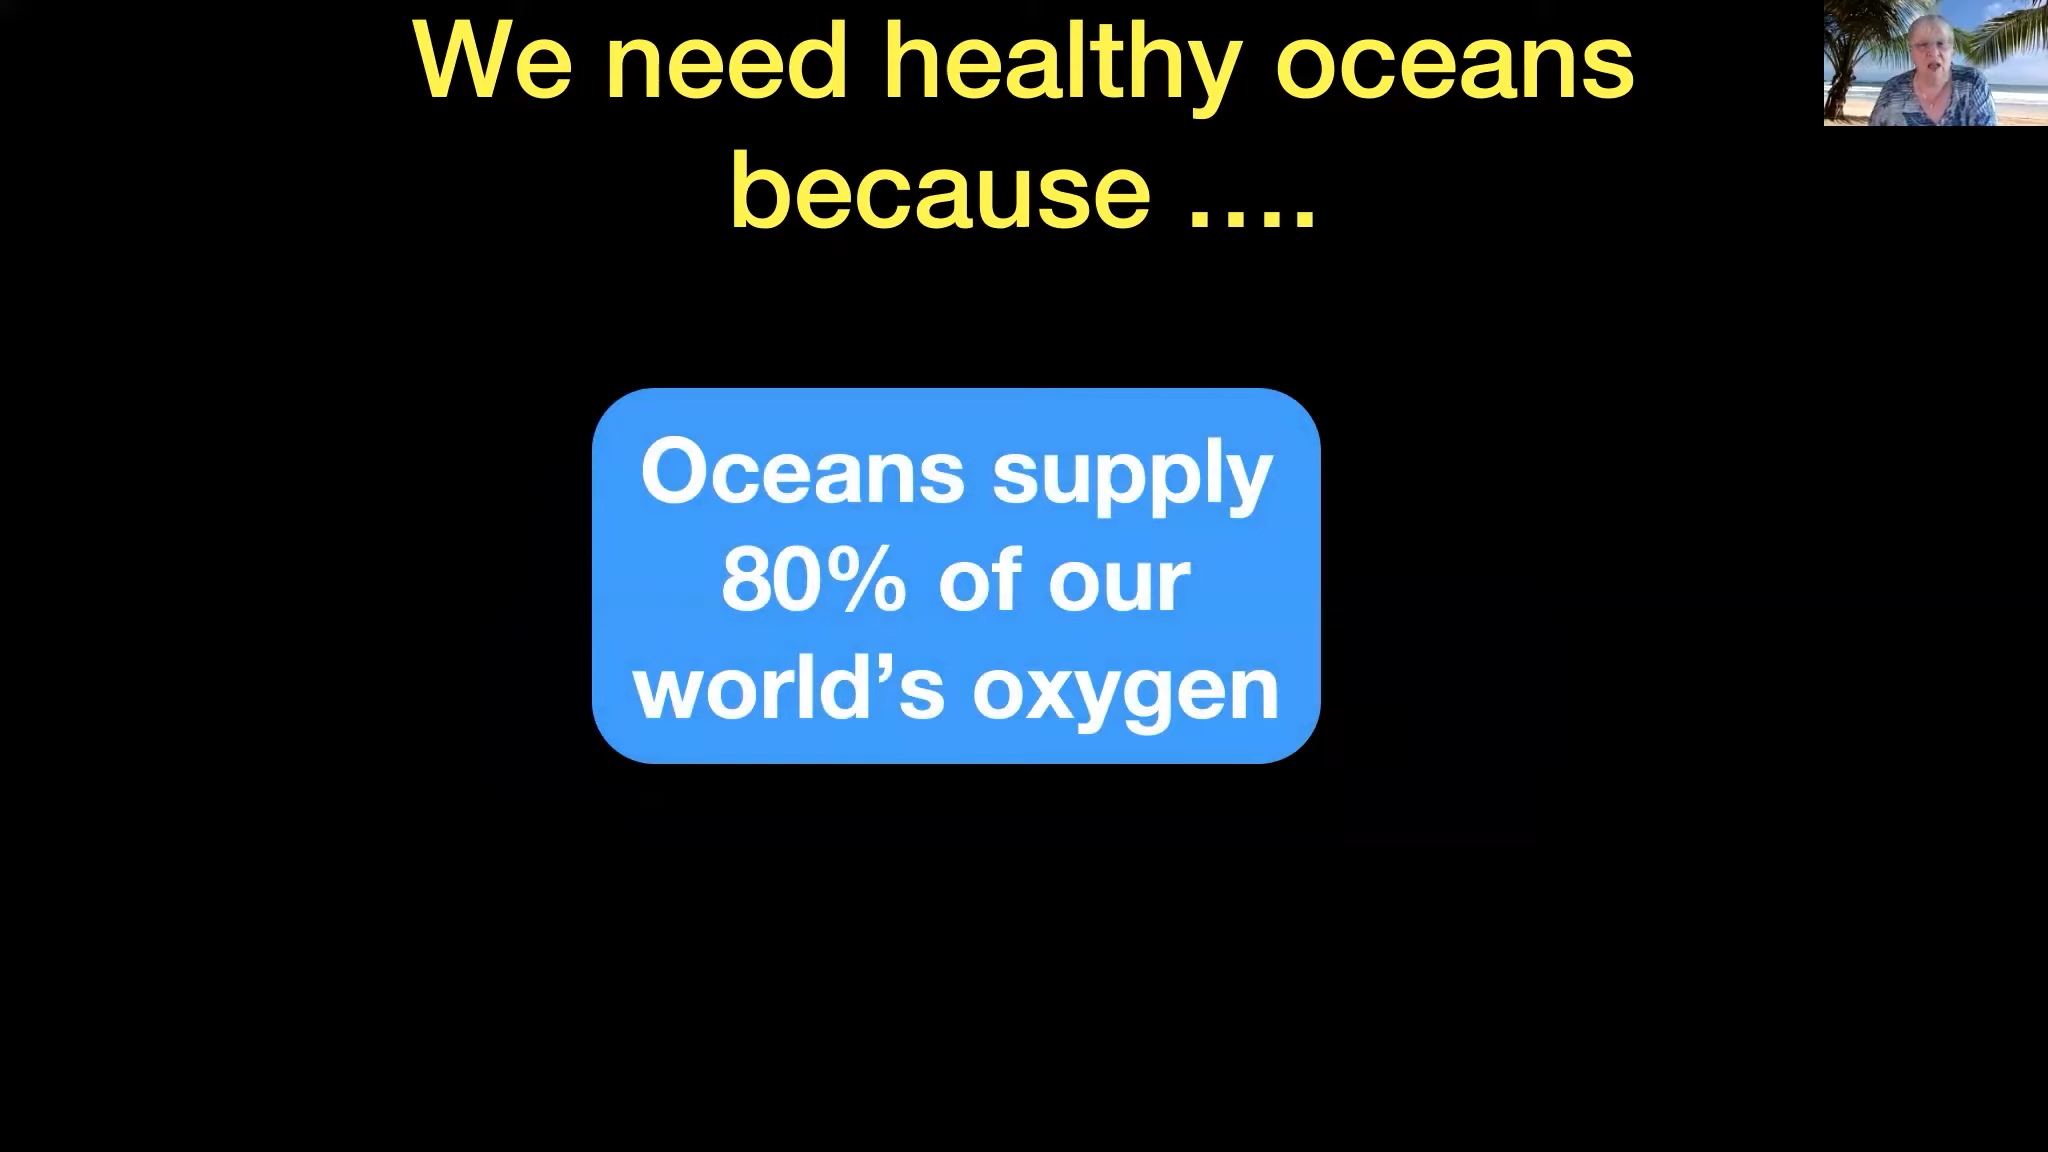 We need healthy oceans
because ....
Oceans supply
80% of our
world’s oxygen